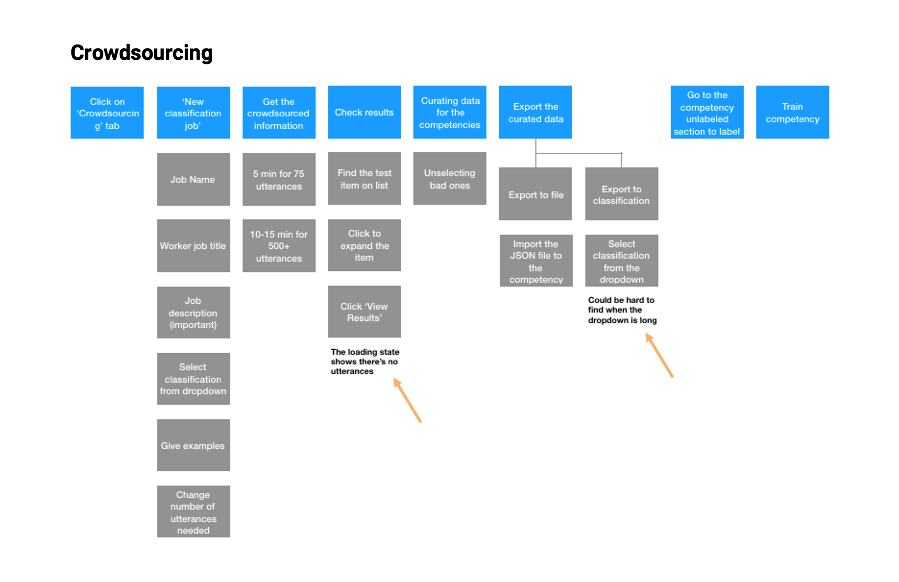 Crowdsourcing
Click on
‘Crowdsourcin
g’ tab
‘New
classification
job’
Get the
crowdsourced
information
Check results
Curating data
for the
competencies
Export the
curated data
Go to the
competency
unlabeled
section to label
Train
competency
Job Name
Worker job title
Job
description
(important)
Select
classification
from dropdown
Give examples
Change
number of
utterances
needed
5 min for 75
utterances
10-15 min for
500+
utterances
Find the test
item on list
Click to
expand the
item
Click ‘View
Results’
The loading state
shows there’s no
utterances
Unselecting
bad ones
Export to file
Import the
JSON file to
the
competency
Export to
classification
Select
classification
from the
dropdown
Could be hard to
find when the
dropdown is long